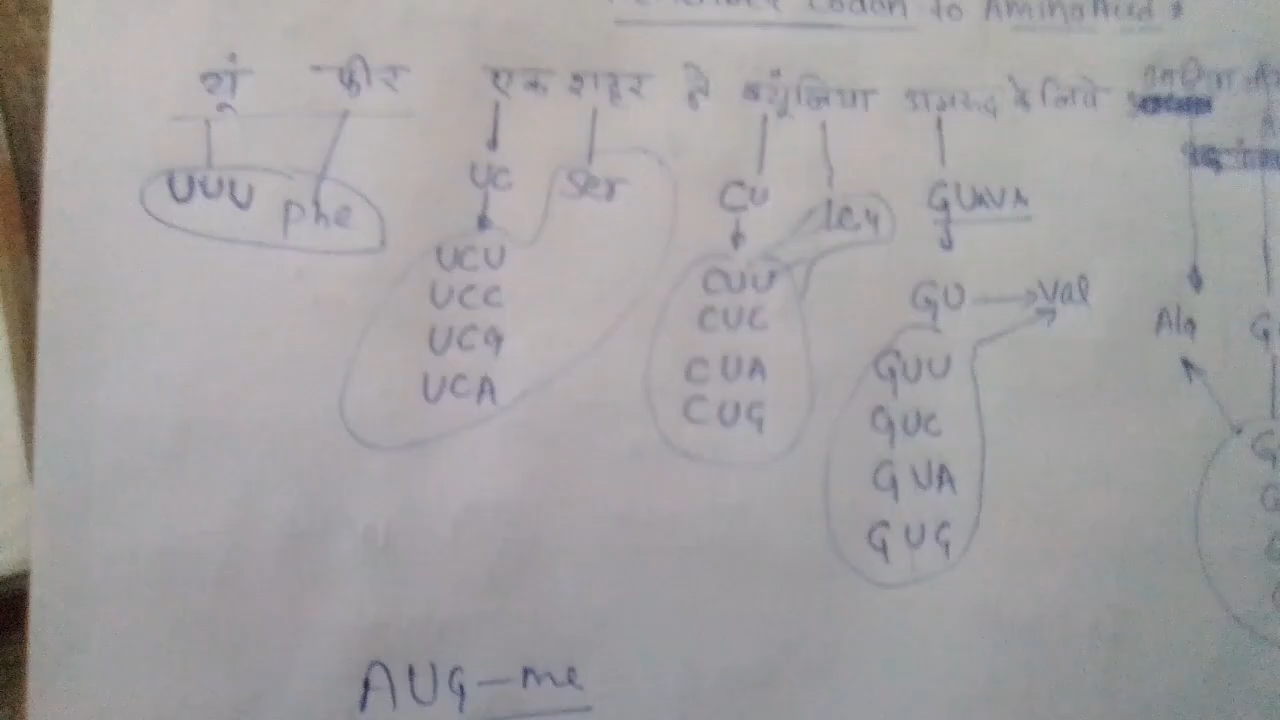 Codon to Amino Acid :
यूं फीर एक शहर ने क्यूंलिया अमरूद के लिये
UUU phe UC Ser CU leu GUAVA
UCU CUU GU Val Ala G
UCC CUC GUU
UCG CUA GUC
UCA CUG GUA
GUG
AUG-me